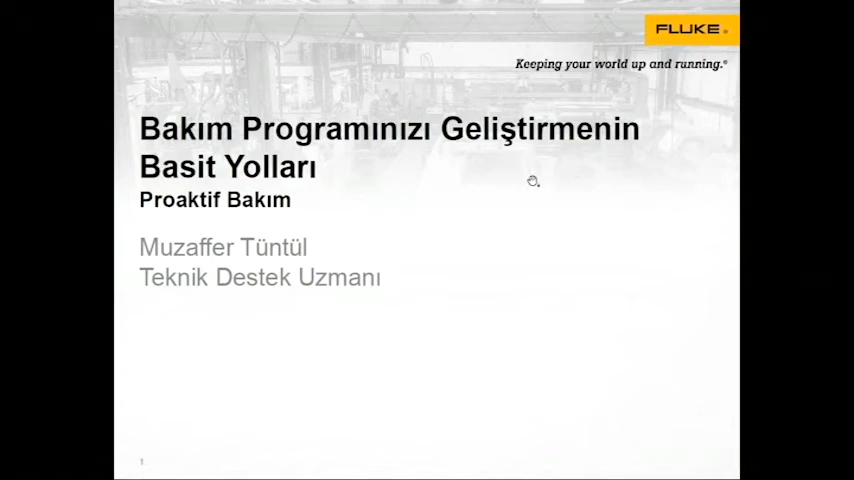 FLUKE®
Keeping your world up and running.®
Bakım Programınızı Geliştirmenin
Basit Yolları
Proaktif Bakım
Muzaffer Tüntül
Teknik Destek Uzmanı
1